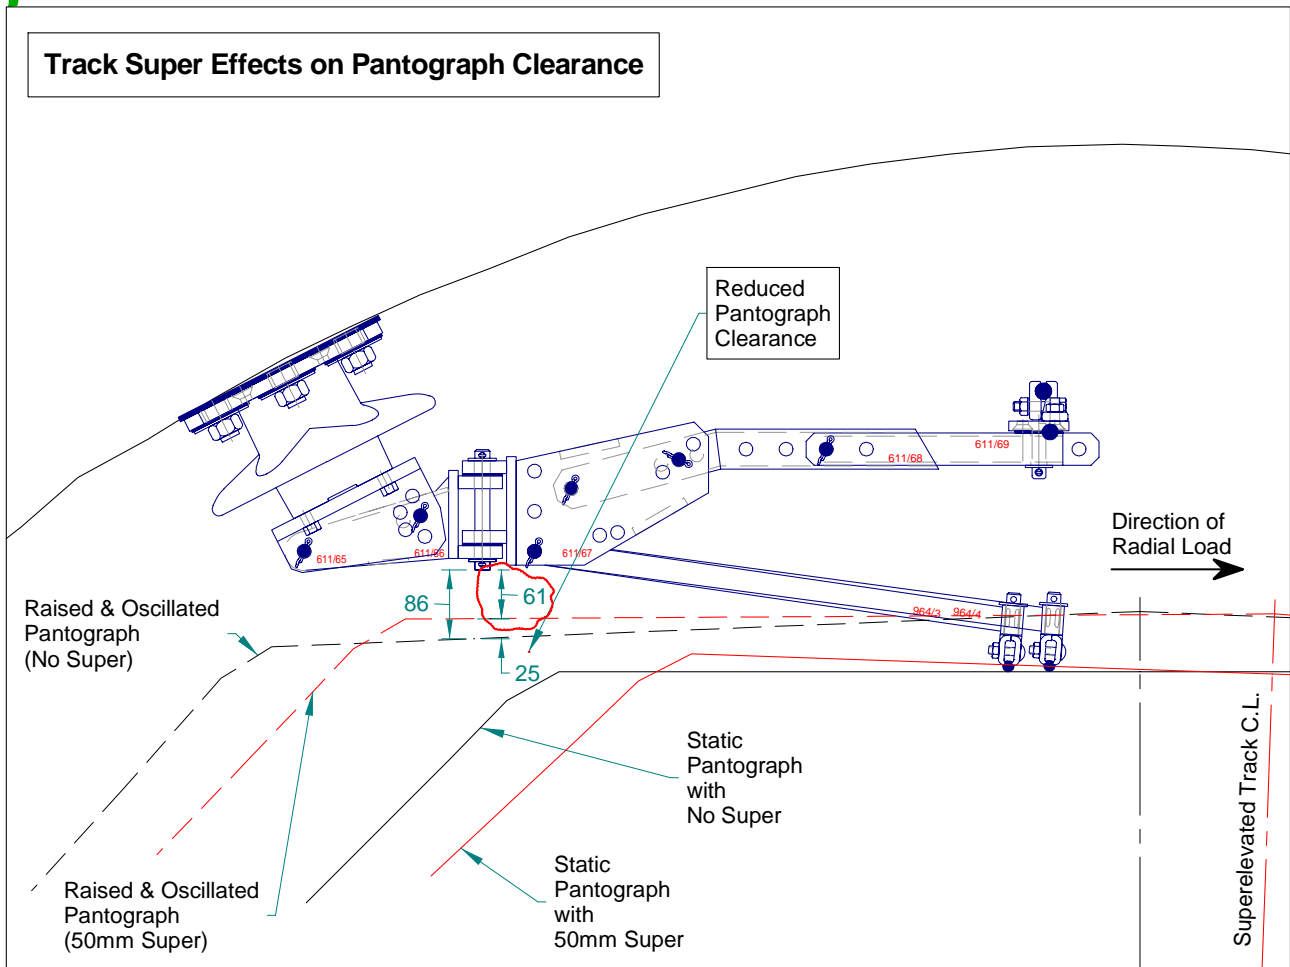 Track Super Effects on Pantograph Clearance
Reduced
Pantograph
Clearance
611/69
611/68
Direction of
Radial Load
611/65
611/66
611/67
86
61
25
964/3
964/4
Raised & Oscillated
Pantograph
(No Super)
Static
Pantograph
with
No Super
Superelevated Track C.L.
Static
Pantograph
with
50mm Super
Raised & Oscillated
Pantograph
(50mm Super)